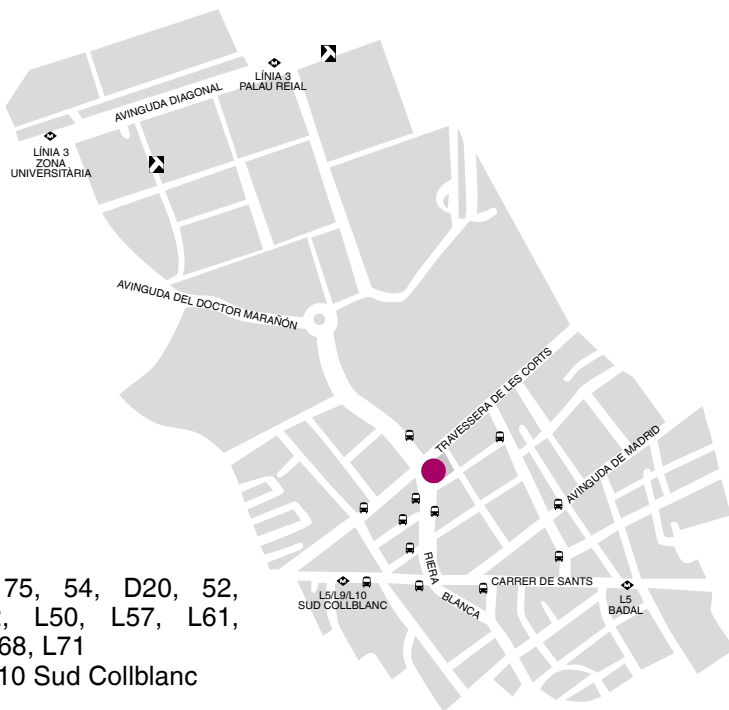 LÍNIA 3
PALAU REIAL
AVINGUDA DIAGONAL
LÍNIA 3
ZONA
UNIVERSITÀRIA
AVINGUDA DEL DOCTOR MARAÑÓN
TRAVESSERA DE LES CORTS
AVINGUDA DE MADRID
RIERA
BLANCA
CARRER DE SANTS
L5/L9/L10
SUD COLLBLANC
L5
BADAL
75, 54, D20, 52,
L50, L57, L61,
68, L71
10 Sud Collblanc